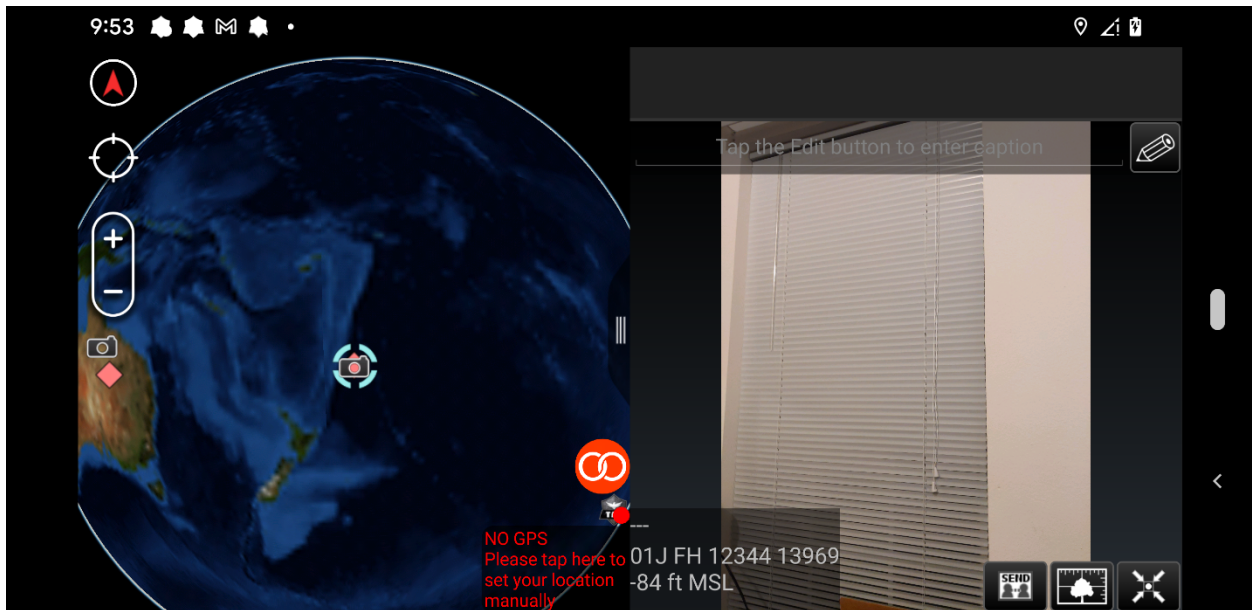 9:53
Tap the Edit button to enter caption
NO GPS
Please tap here to
set your location
manually
---
01J FH 12344 13969
-84 ft MSL
SEND